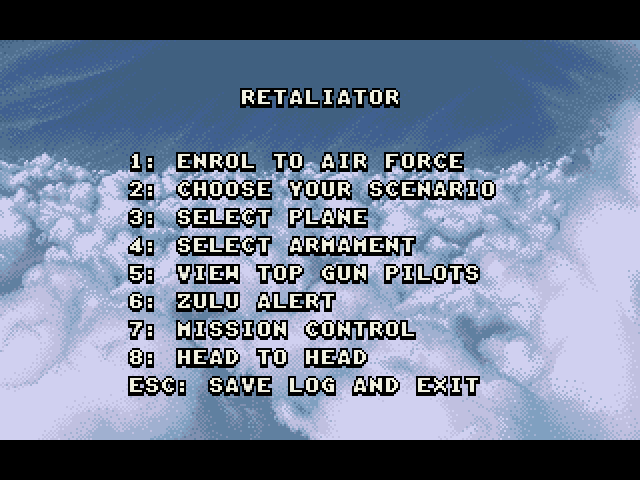 RETALIATOR
1: ENROL TO AIR FORCE
2: CHOOSE YOUR SCENARIO
3: SELECT PLANE
4: SELECT ARMAMENT
5: VIEW TOP GUN PILOTS
6: ZULU ALERT
7: MISSION CONTROL
8: HEAD TO HEAD
ESC: SAVE LOG AND EXIT